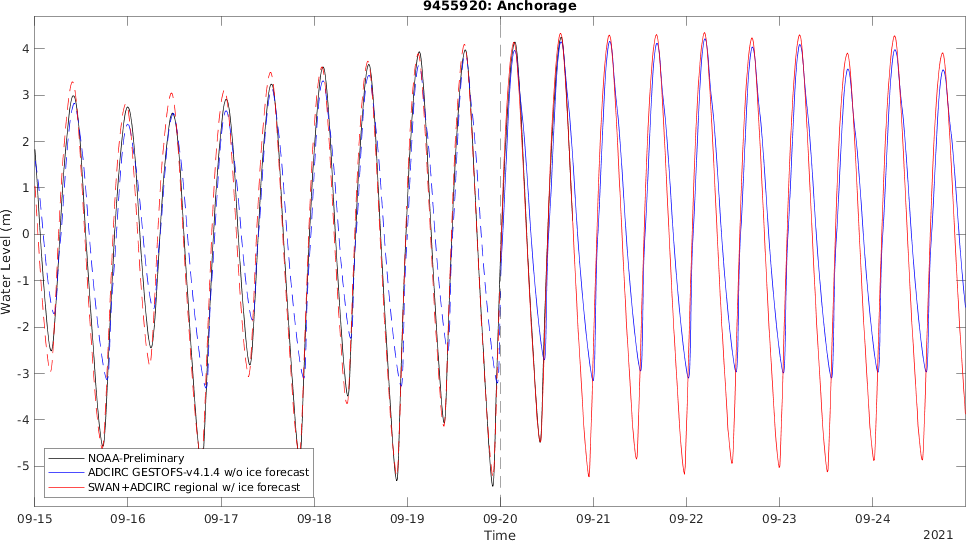 9455920: Anchorage
Water Level (m)
4
3
2
1
0
-1
-2
-3
-4
-5
NOAA-Preliminary
ADCIRC GESTOFS-v4.1.4 w/o ice forecast
SWAN+ADCIRC regional w/ ice forecast
09-15 09-16 09-17 09-18 09-19 09-20 09-21 09-22 09-23 09-24
Time
2021